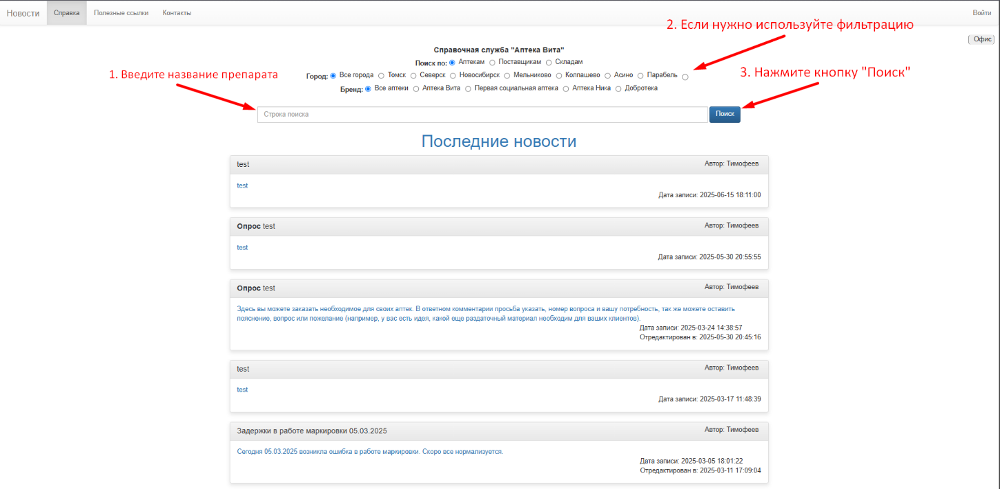 Новости Справка Полезные ссылки Контакты Войти
2. Если нужно используйте фильтрацию
Офис
Справочная служба "Аптека Вита"
Поиск по: Аптекам Поставщикам Складам
1. Введите название препарата
Город: Все города Томск Северск Новосибирск Мельниково Колпашево Асино Парабель
3. Нажмите кнопку "Поиск"
Бренд: Все аптеки Аптека Вита Первая социальная аптека Аптека Ника Добротека
Строка поиска Поиск
Последние новости
test Автор: Тимофеев
test
Дата записи: 2025-06-15 18:11:00
Опрос test Автор: Тимофеев
test
Дата записи: 2025-05-30 20:55:55
Опрос test Автор: Тимофеев
Здесь вы можете заказать необходимое для своих аптек. В ответном комментарии просьба указать, номер вопроса и вашу потребность, так же можете оставить
пояснение, вопрос или пожелание (например, у вас есть идея, какой еще раздаточный материал необходим для ваших клиентов).
Дата записи: 2025-03-24 14:38:57
Отредактирован в: 2025-05-30 20:45:16
test Автор: Тимофеев
test
Дата записи: 2025-03-17 11:48:39
Задержки в работе маркировки 05.03.2025 Автор: Тимофеев
Сегодня 05.03.2025 возникла ошибка в работе маркировки. Скоро все нормализуется.
Дата записи: 2025-03-05 18:01:22
Отредактирован в: 2025-03-11 17:09:04